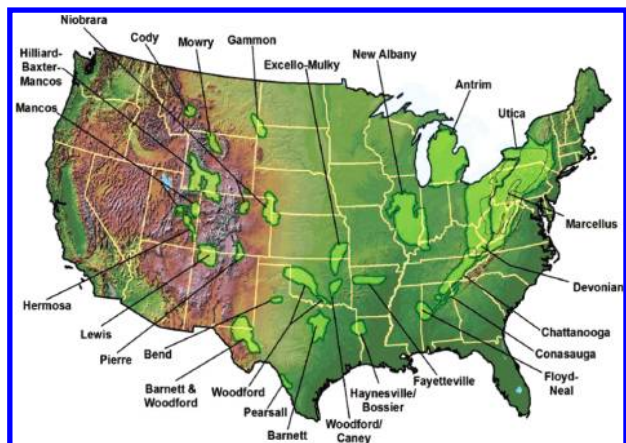 Niobrara
Cody
Mowry
Gammon
Hilliard-
Baxter-
Mancos
Excello-Mulky
New Albany
Antrim
Utica
Mancos
Marcellus
Devonian
Hermosa
Lewis
Pierre
Bend
Chattanooga
Conasauga
Floyd-
Neal
Barnett &
Woodford
Woodford
Pearsall
Barnett
Haynesville/
Bossier
Woodford/
Caney
Fayetteville